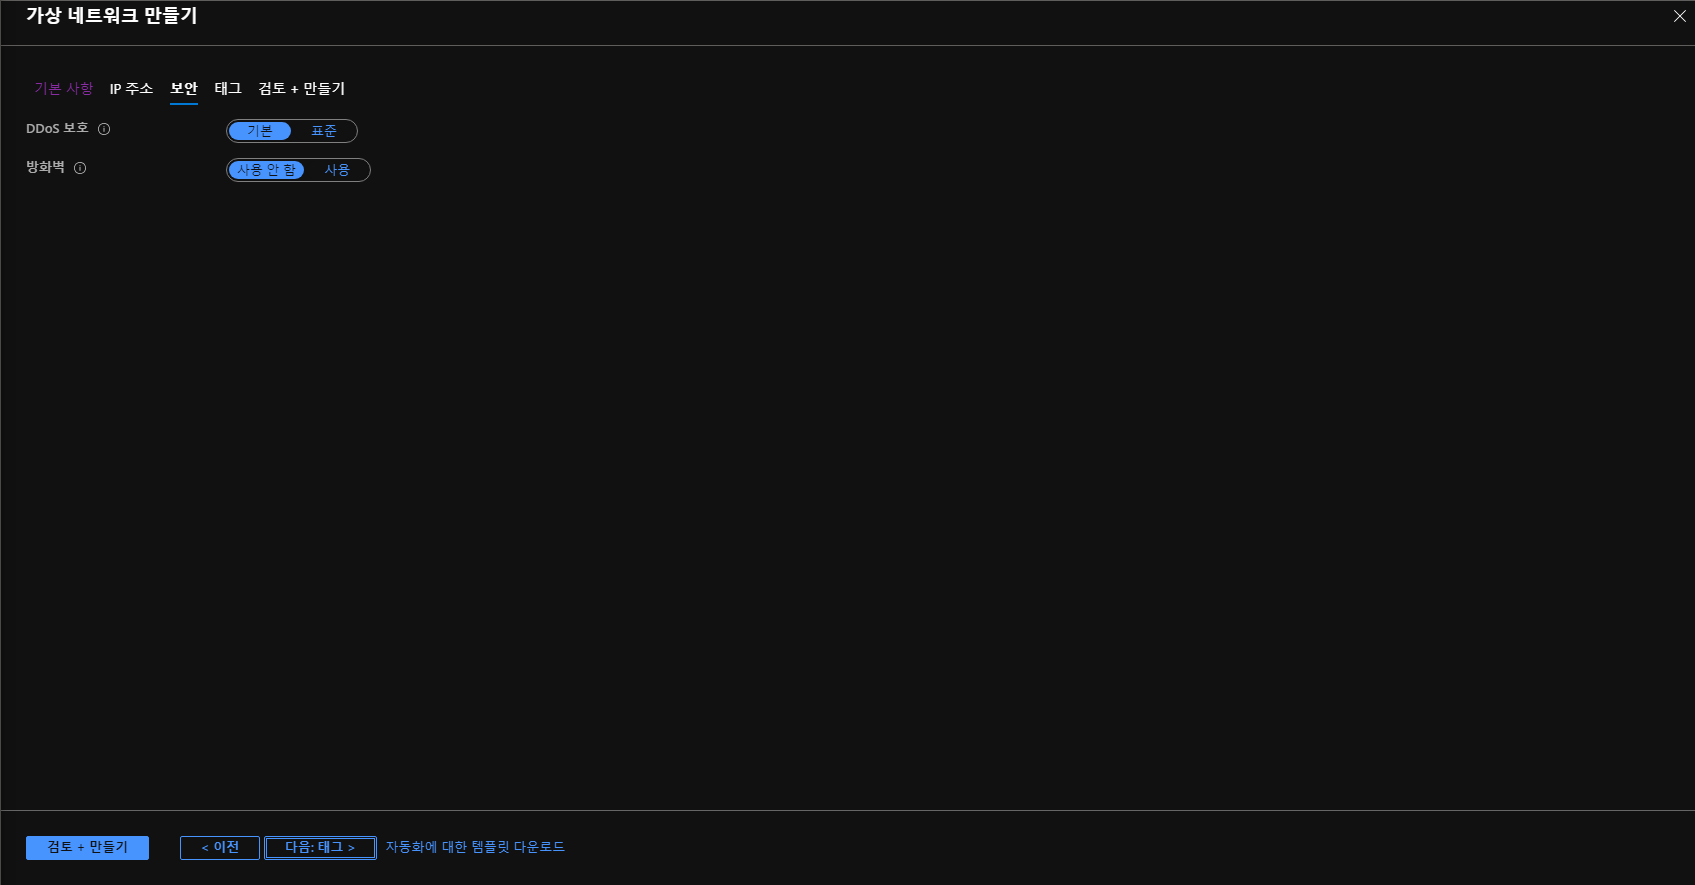 가상 네트워크 만들기
기본 사항 IP 주소 보안 태그 검토 + 만들기
DDoS 보호 기본 표준
방화벽 사용 안 함 사용
검토 + 만들기 < 이전 다음: 태그 > 자동화에 대한 템플릿 다운로드